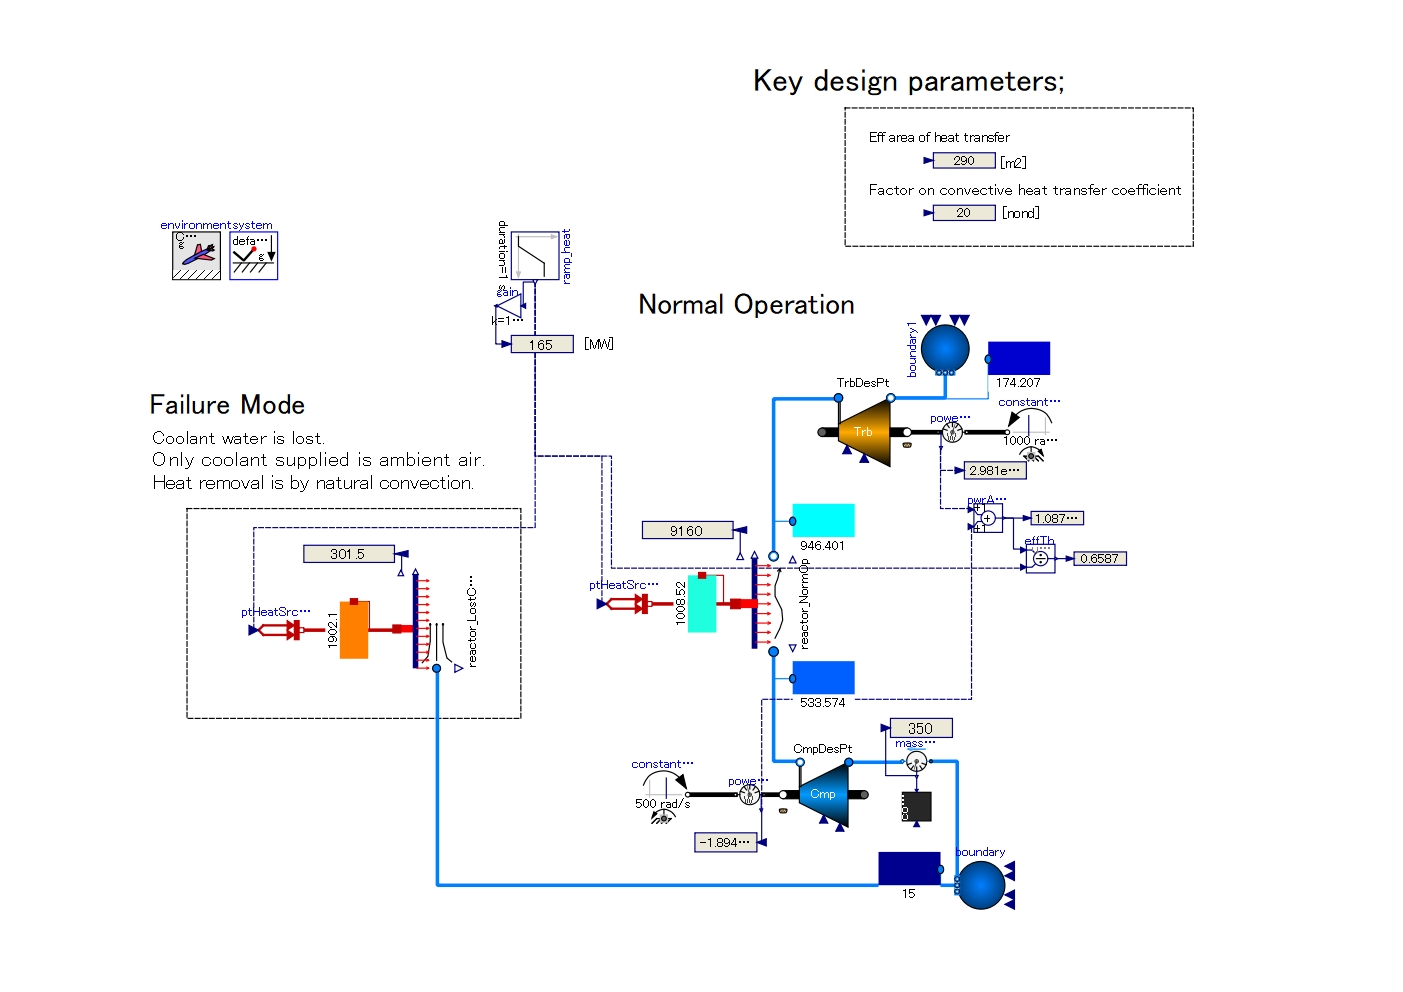 Key design parameters;
Eff area of heat transfer
290 [m2]
Factor on convective heat transfer coefficient
20 [nond]
environment system
defa…
g
duration=1 s
ramp_heat
gain
k=1…
165 [MW]
Normal Operation
boundary1
174.207
TrbDesPt
constant…
powe…
Trb
1000 ra…
2.981e…
Failure Mode
Coolant water is lost.
Only coolant supplied is ambient air.
Heat removal is by natural convection.
pwrA…
1.087…
effTh
0.6587
9160
946.401
301.5
ptHeatSrc…
1008.52
reactor_NormOp
ptHeatSrc…
1902.1
reactor_LostC…
533.574
350
mass…
CmpDesPt
constant…
powe…
500 rad/s
Cmp
co…
-1.894…
boundary
15